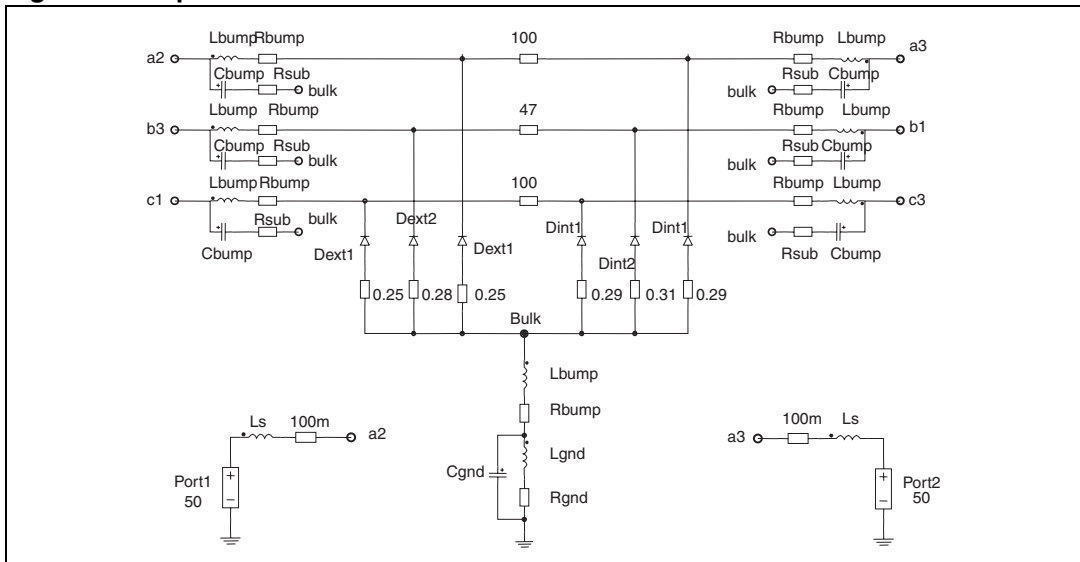 Lbump Rbump 100 Rbump Lbump
a2 a3
Cbump Rsub Rsub Cbump
bulk bulk
Lbump Rbump 47 Rbump Lbump
b3 b1
Cbump Rsub Rsub Cbump
bulk bulk
Lbump Rbump 100 Rbump Lbump
c1 c3
Rsub bulk Dext2 Dint1 Dint1 bulk
Cbump Dext1 Dext1 Dint2 Rsub Cbump
0.25 0.28 0.25 0.29 0.31 0.29
Bulk
Lbump
Rbump
Ls 100m a2 a3 100m Ls
Cgnd Lgnd
Port1 Port2
50 Rgnd 50